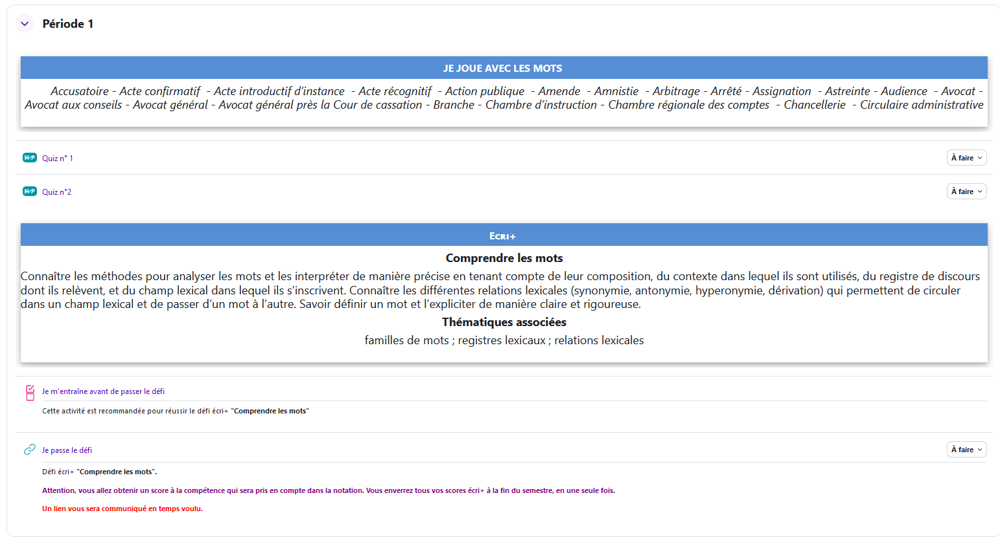 Période 1
JE JOUE AVEC LES MOTS
Accusatoire - Acte confirmatif - Acte introductif d’instance - Acte récognitif - Action publique - Amende - Amnistie - Arbitrage - Arrêté - Assignation - Astreinte - Audience - Avocat -
Avocat aux conseils - Avocat général - Avocat général près la Cour de cassation - Branche - Chambre d’instruction - Chambre régionale des comptes - Chancellerie - Circulaire administrative
H-P Quiz n° 1 À faire
H-P Quiz n°2 À faire
ECRI+
Comprendre les mots
Connaître les méthodes pour analyser les mots et les interpréter de manière précise en tenant compte de leur composition, du contexte dans lequel ils sont utilisés, du registre de discours
dont ils relèvent, et du champ lexical dans lequel ils s’inscrivent. Connaître les différentes relations lexicales (synonymie, antonymie, hyperonymie, dérivation) qui permettent de circuler
dans un champ lexical et de passer d’un mot à l’autre. Savoir définir un mot et l’expliciter de manière claire et rigoureuse.
Thématiques associées
familles de mots ; registres lexicaux ; relations lexicales
Je m'entraîne avant de passer le défi
Cette activité est recommandée pour réussir le défi écri+ "Comprendre les mots"
Je passe le défi À faire
Défi écri+ "Comprendre les mots".
Attention, vous allez obtenir un score à la compétence qui sera pris en compte dans la notation. Vous enverrez tous vos scores écri+ à la fin du semestre, en une seule fois.
Un lien vous sera communiqué en temps voulu.